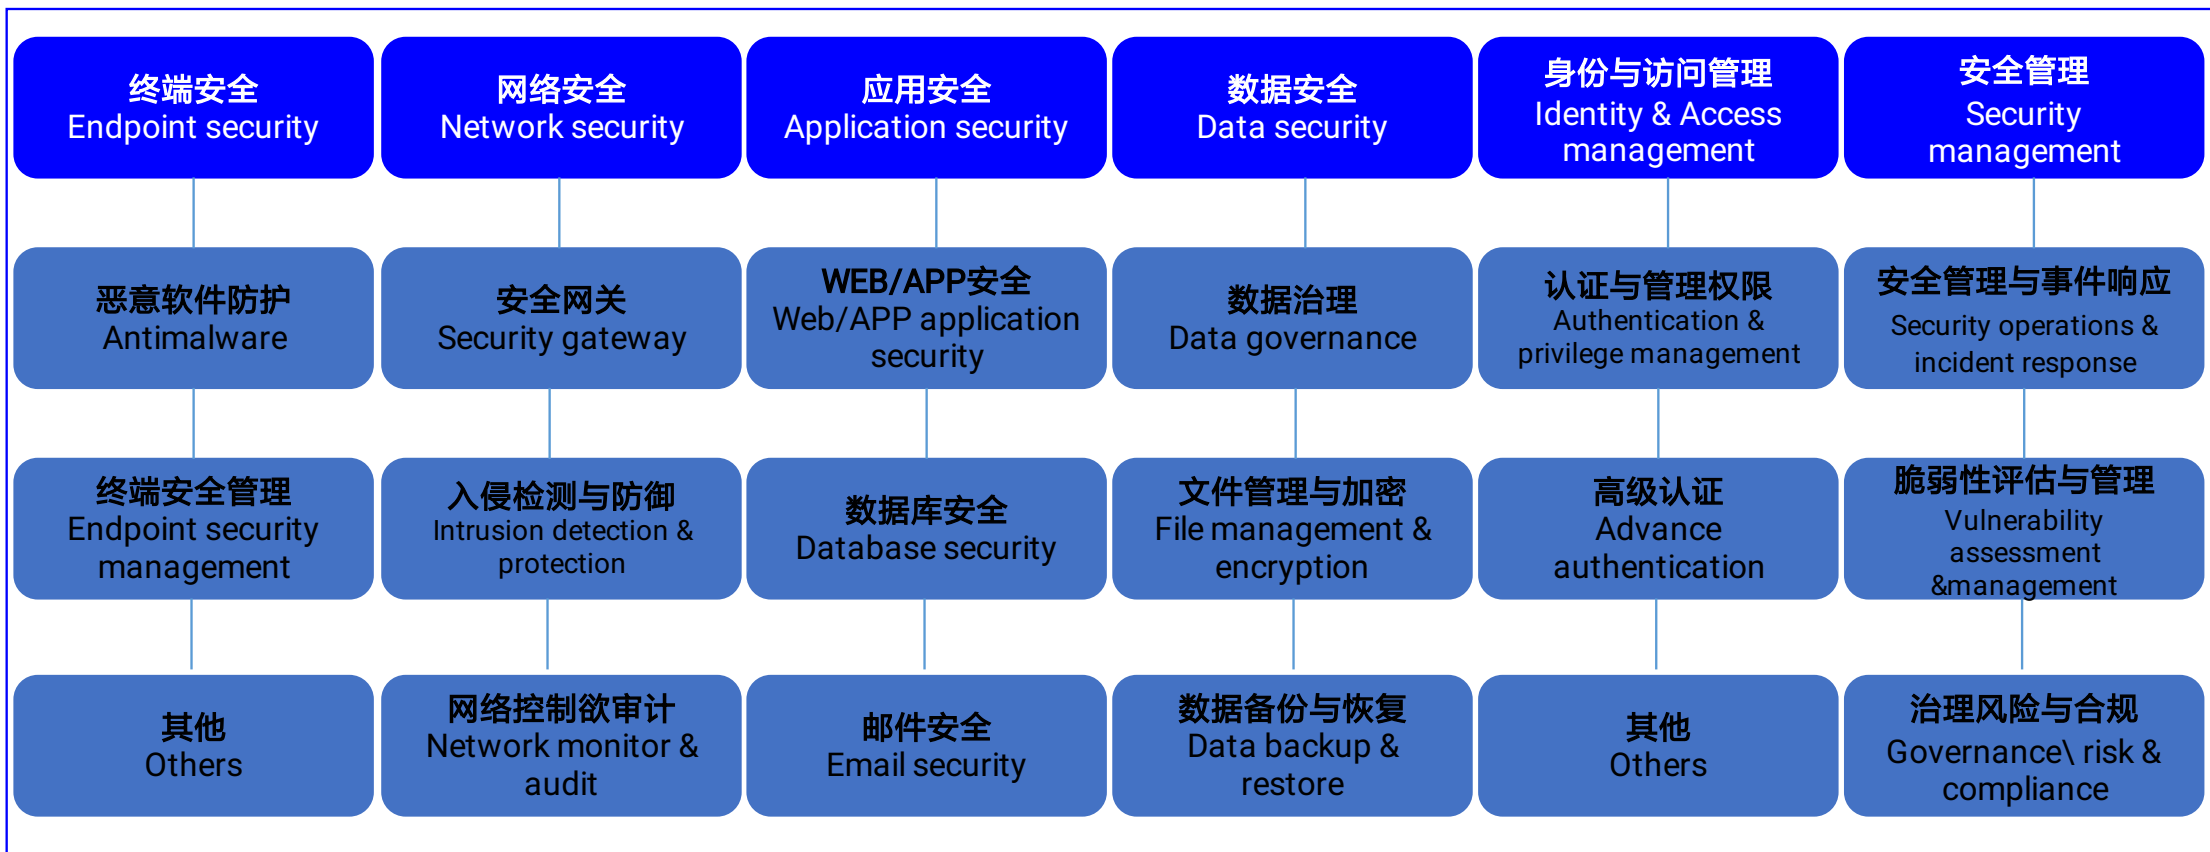 终端安全
Endpoint security
网络安全
Network security
应用安全
Application security
数据安全
Data security
身份与访问管理
Identity & Access
management
安全管理
Security
management
恶意软件防护
Antimalware
安全网关
Security gateway
WEB/APP安全
Web/APP application
security
数据治理
Data governance
认证与管理权限
Authentication &
privilege management
安全管理与事件响应
Security operations &
incident response
终端安全管理
Endpoint security
management
入侵检测与防御
Intrusion detection &
protection
数据库安全
Database security
文件管理与加密
File management &
encryption
高级认证
Advance
authentication
脆弱性评估与管理
Vulnerability
assessment
&management
其他
Others
网络控制欲审计
Network monitor &
audit
邮件安全
Email security
数据备份与恢复
Data backup &
restore
其他
Others
治理风险与合规
Governance\ risk &
compliance